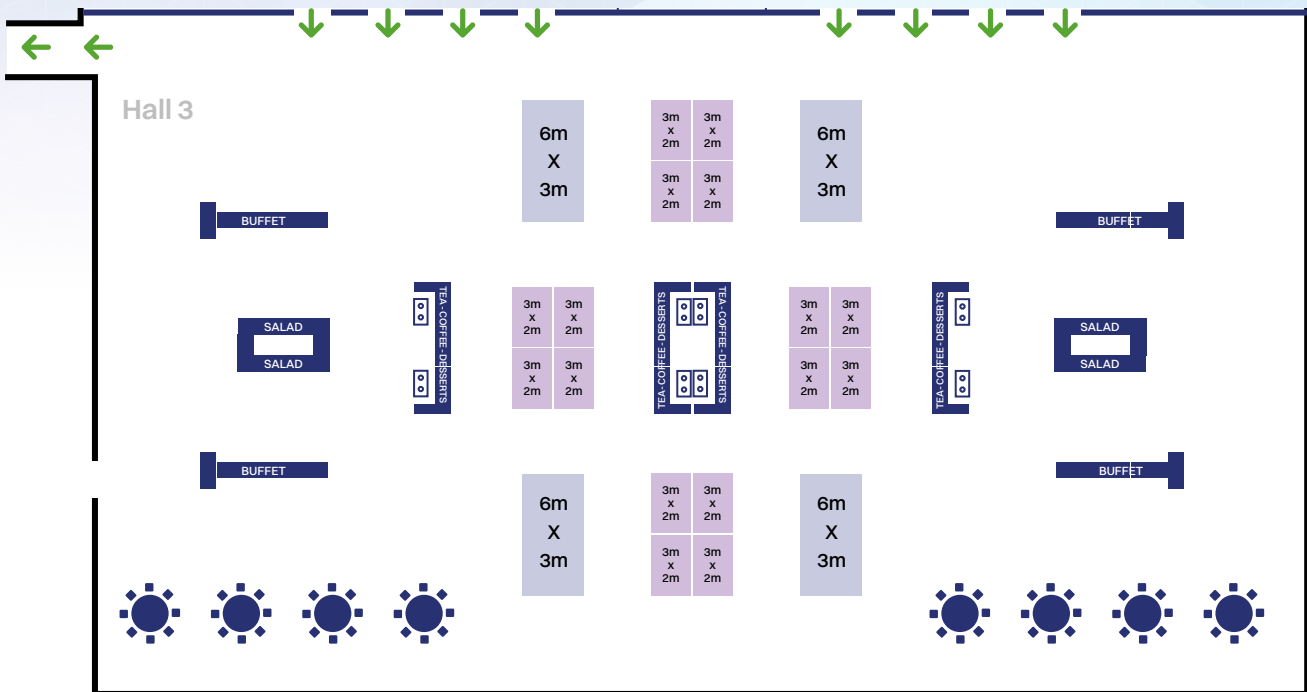 Hall 3
6m
X
3m
3m
x
2m
3m
x
2m
3m
x
2m
3m
x
2m
6m
X
3m
BUFFET
BUFFET
SALAD
SALAD
TEA-COFFEE-DESSERTS
3m
x
2m
3m
x
2m
3m
x
2m
3m
x
2m
TEA-COFFEE-DESSERTS
TEA-COFFEE-DESSERTS
3m
x
2m
3m
x
2m
3m
x
2m
3m
x
2m
TEA-COFFEE-DESSERTS
SALAD
SALAD
BUFFET
BUFFET
6m
X
3m
3m
x
2m
3m
x
2m
3m
x
2m
3m
x
2m
6m
X
3m